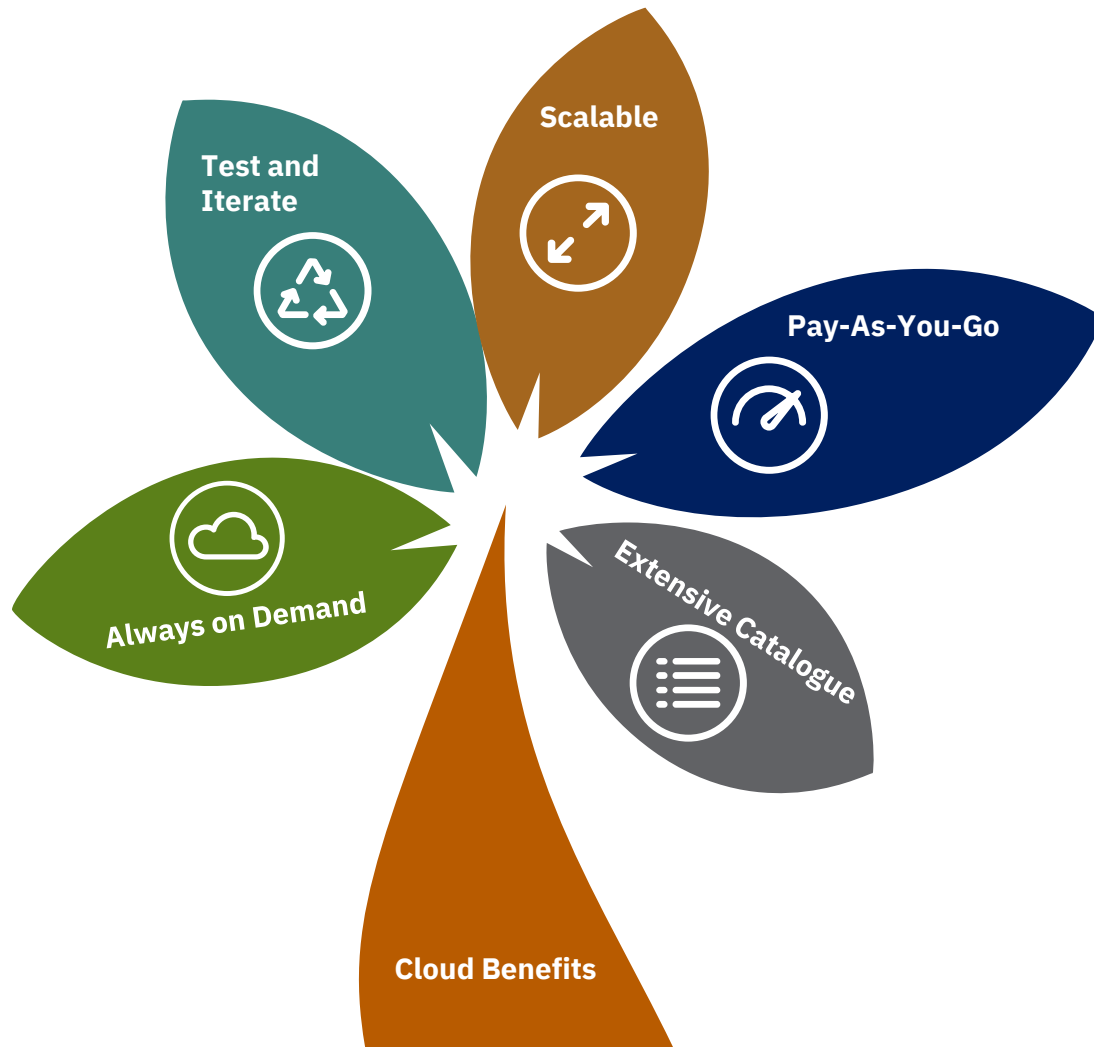 Scalable
Test and
Iterate
Pay-As-You-Go
Extensive Catalogue
Always on Demand
Cloud Benefits